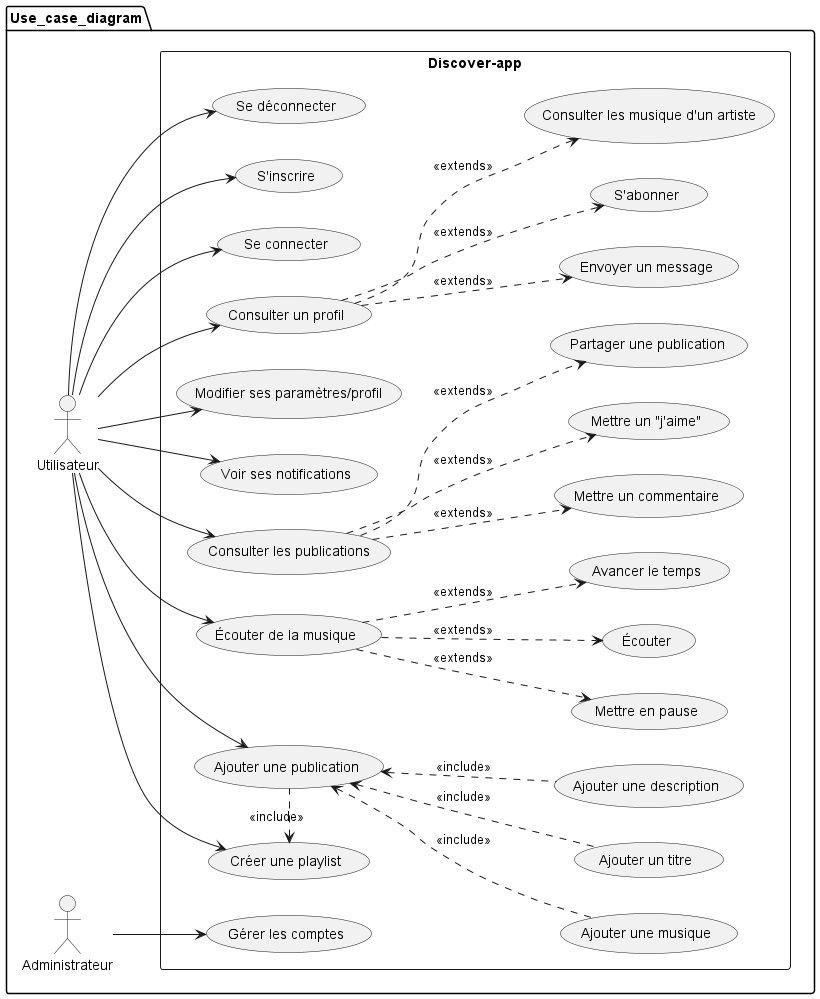 Use_case_diagram
Discover-app
Se déconnecter
Consulter les musique d'un artiste
«extends»
S'inscrire
S'abonner
«extends»
Se connecter
Envoyer un message
«extends»
Consulter un profil
Partager une publication
«extends»
Modifier ses paramètres/profil
Mettre un "j'aime"
«extends»
Utilisateur
Voir ses notifications
Mettre un commentaire
«extends»
Consulter les publications
Avancer le temps
«extends»
Écouter de la musique
«extends»
Écouter
«extends»
Mettre en pause
Ajouter une publication
«include»
Ajouter une description
«include»
«include»
«include»
Créer une playlist
Ajouter un titre
Gérer les comptes
Ajouter une musique
Administrateur